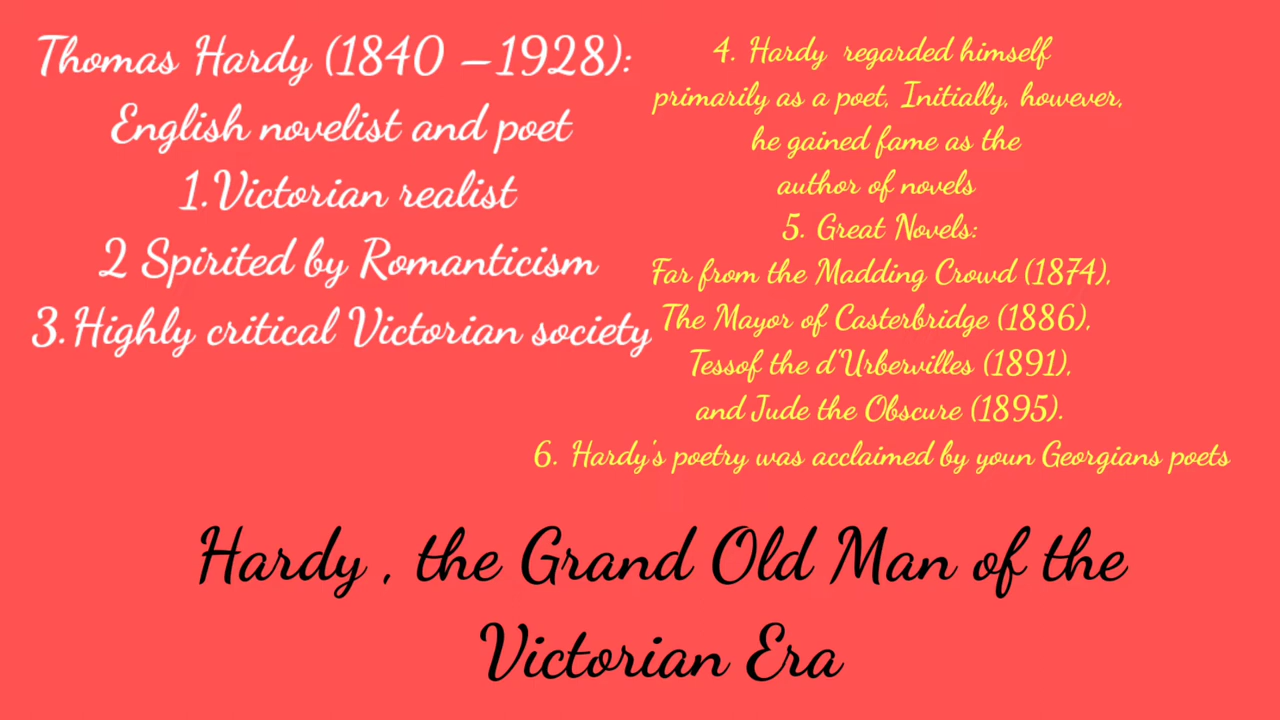 Thomas Hardy (1840 –1928):
English novelist and poet
1.Victorian realist
2 Spirited by Romanticism
3.Highly critical Victorian society
4. Hardy regarded himself
primarily as a poet. Initially, however,
he gained fame as the
author of novels
5. Great Novels:
Far from the Madding Crowd (1874),
The Mayor of Casterbridge (1886),
Tessof the d'Urbervilles (1891),
and Jude the Obscure (1895).
6. Hardy's poetry was acclaimed by youn Georgians poets
Hardy , the Grand Old Man of the
Victorian Era